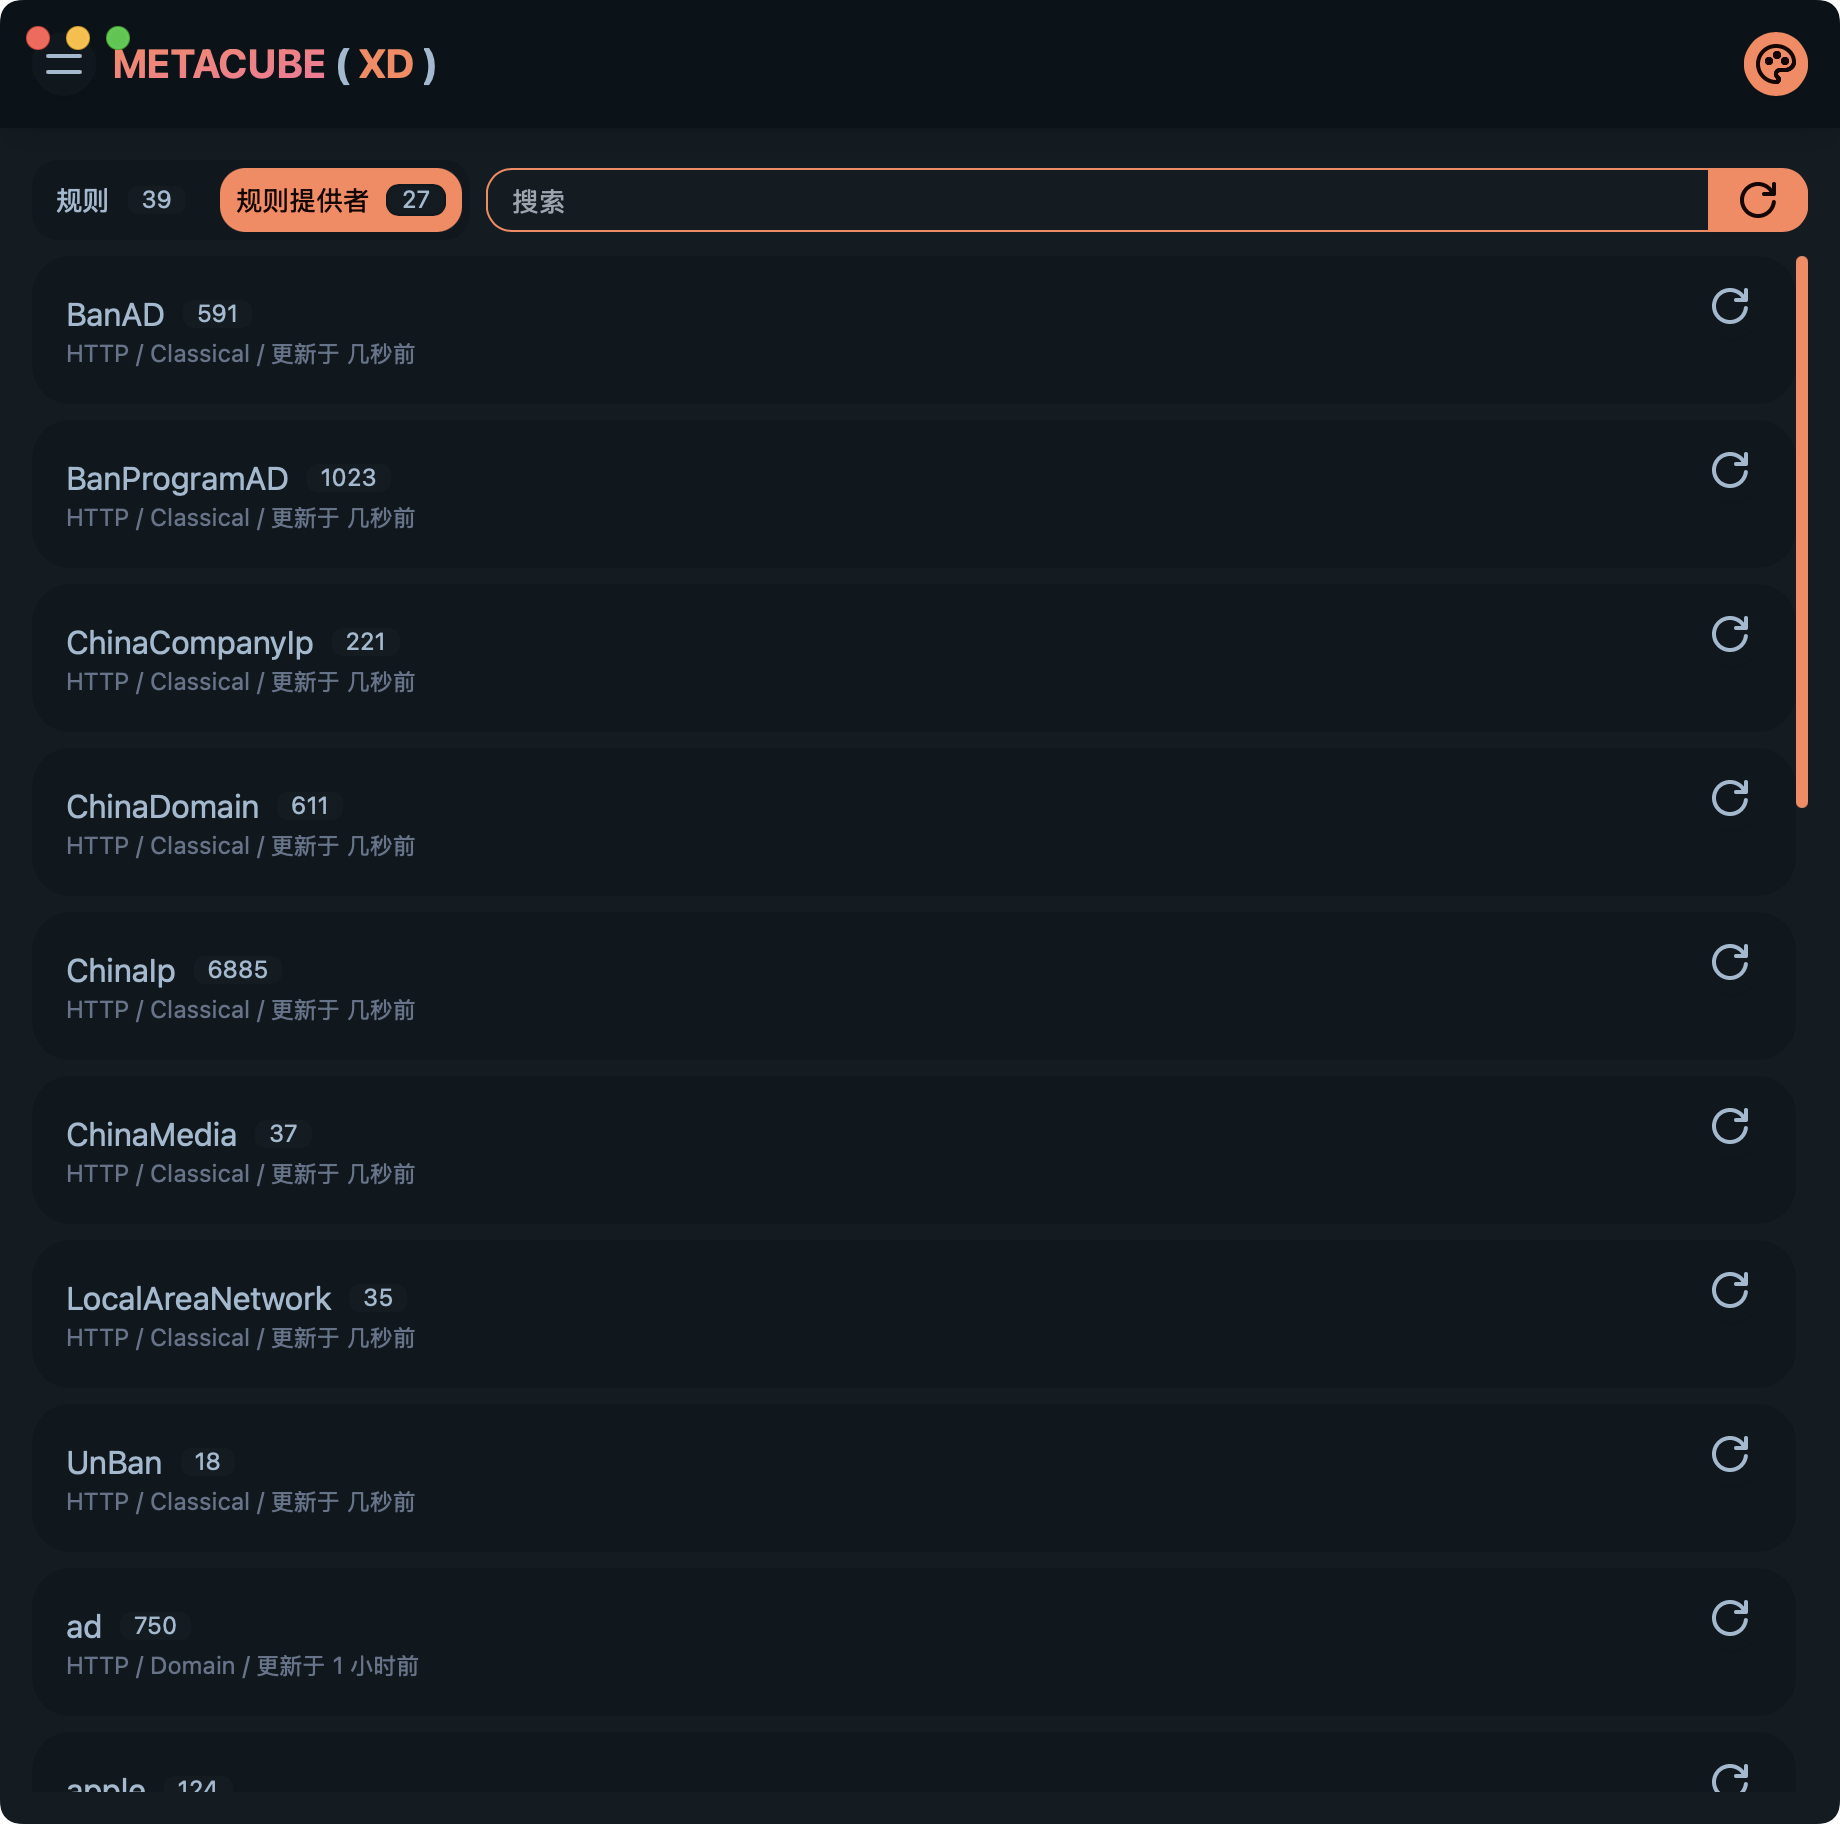 METACUBE ( XD )
规则 39 规则提供者 27 搜索
BanAD 591
HTTP / Classical / 更新于 几秒前
BanProgramAD 1023
HTTP / Classical / 更新于 几秒前
ChinaCompanyIp 221
HTTP / Classical / 更新于 几秒前
ChinaDomain 611
HTTP / Classical / 更新于 几秒前
ChinaIp 6885
HTTP / Classical / 更新于 几秒前
ChinaMedia 37
HTTP / Classical / 更新于 几秒前
LocalAreaNetwork 35
HTTP / Classical / 更新于 几秒前
UnBan 18
HTTP / Classical / 更新于 几秒前
ad 750
HTTP / Domain / 更新于 1 小时前
apple 124